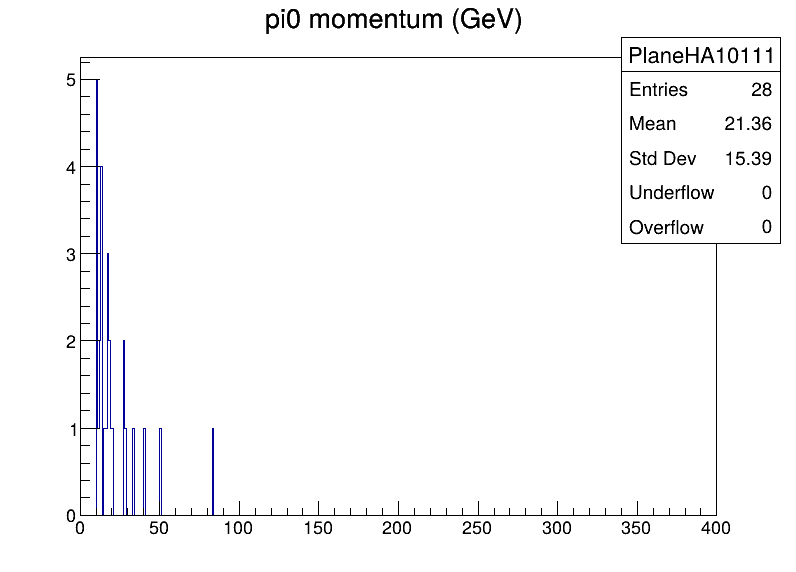 pi0 momentum (GeV)
PlaneHA10111
Entries 28
Mean 21.36
Std Dev 15.39
Underflow 0
Overflow 0
5
4
3
2
1
0
0 50 100 150 200 250 300 350 400